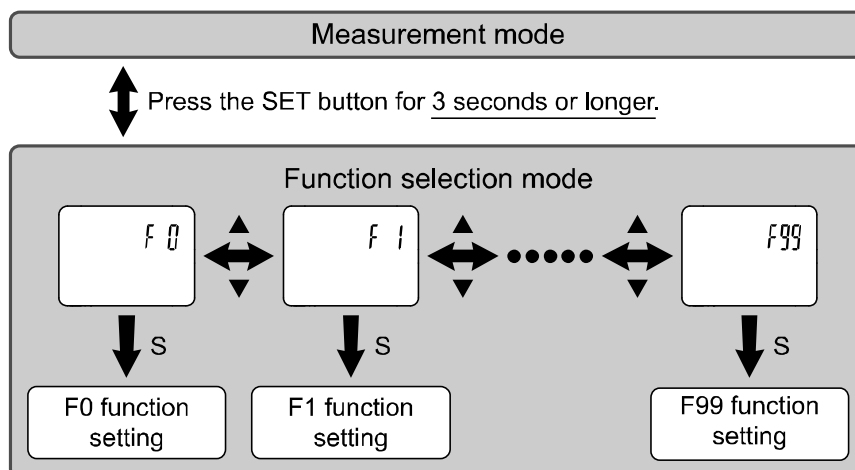 Measurement mode
Press the SET button for 3 seconds or longer.
Function selection mode
F 0
F 1
F99
S
S
S
F0 function
setting
F1 function
setting
F99 function
setting